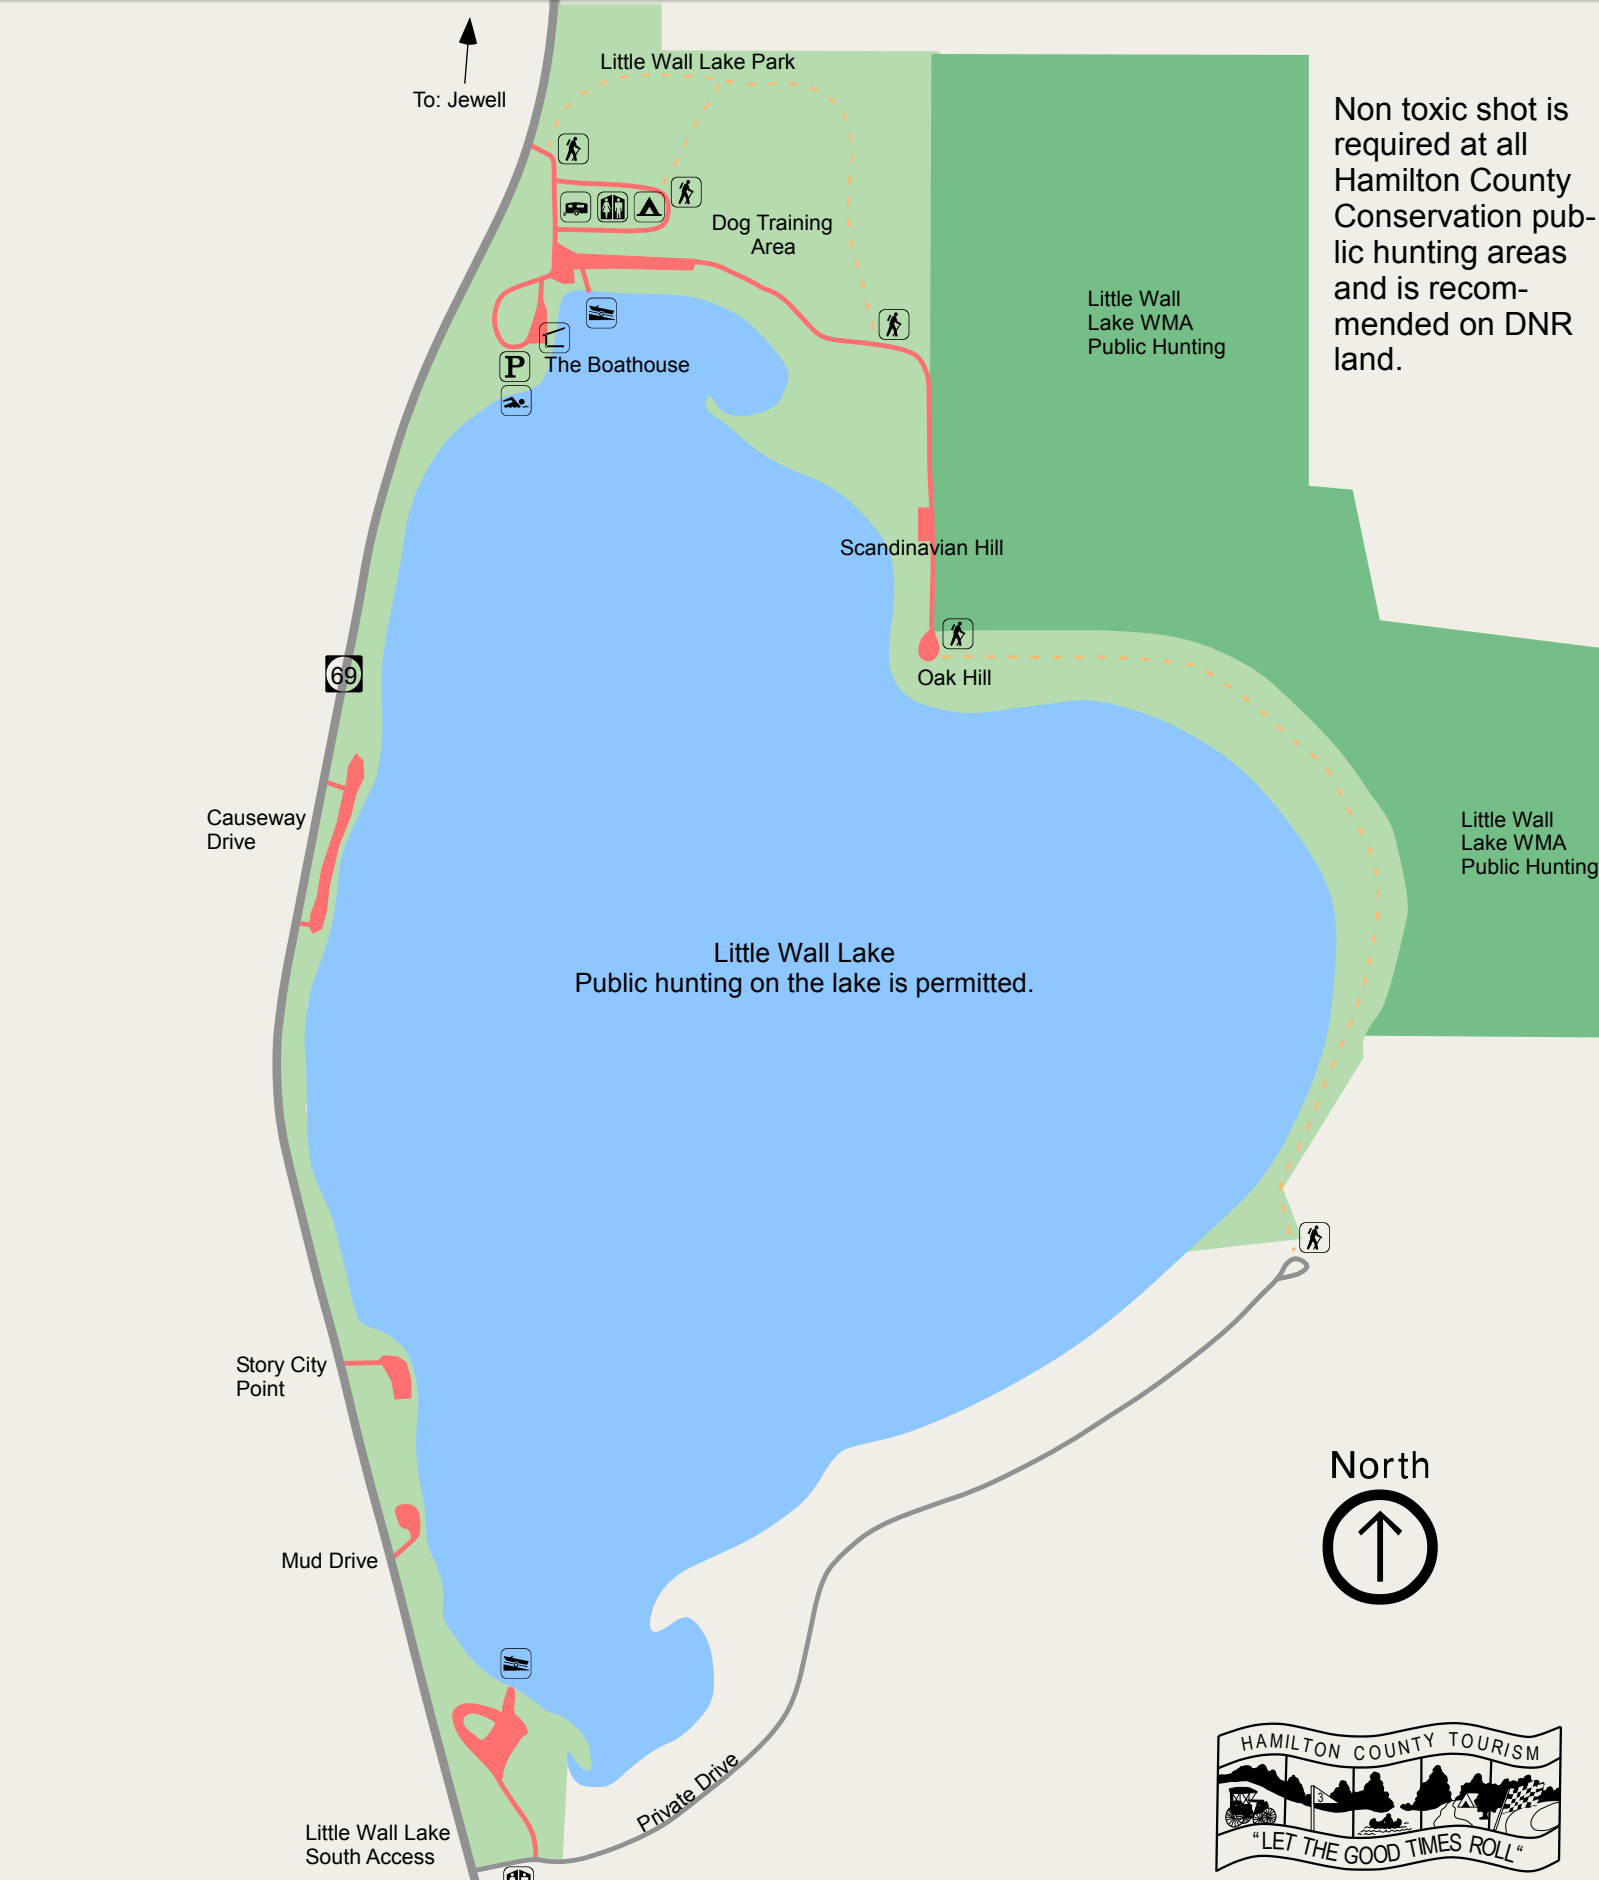 Little Wall Lake Park
To: Jewell
Non toxic shot is
required at all
Hamilton County
Conservation pub-
lic hunting areas
and is recom-
mended on DNR
land.
Dog Training
Area
Little Wall
Lake WMA
Public Hunting
P
The Boathouse
Scandinavian Hill
69
Oak Hill
Causeway
Drive
Little Wall
Lake WMA
Public Hunting
Little Wall Lake
Public hunting on the lake is permitted.
Story City
Point
North
Mud Drive
Private Drive
Little Wall Lake
South Access
HAMILTON COUNTY TOURISM
3
“LET THE GOOD TIMES ROLL“